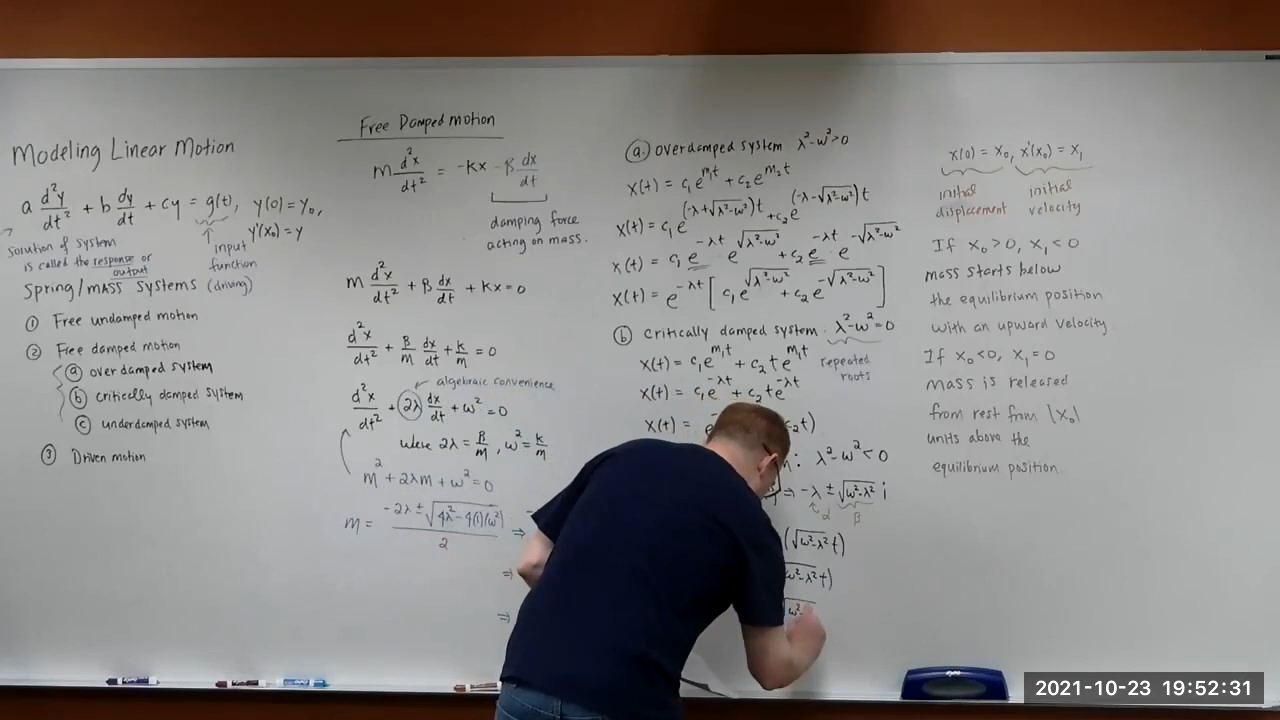 Modeling Linear Motion
a d²y/dt² + b dy/dt + cy = g(t), y(0) = y₀,
y'(x₀) = y
solution of system
is called the response or
output
input
function
(driving)
Spring/mass systems
① Free undamped motion
② Free damped motion
ⓐ over damped system
ⓑ critically damped system
ⓒ underdamped system
③ Driven motion
Free Damped motion
m d²x/dt² = -kx - β dx/dt
damping force
acting on mass.
m d²x/dt² + β dx/dt + kx = 0
d²x/dt² + β/m dx/dt + k/m = 0
algebraic convenience
d²x/dt² + 2λ dx/dt + ω² = 0
where 2λ = β/m, ω² = k/m
m² + 2λm + ω² = 0
m = (-2λ ± √(4λ² - 4(1)(ω²)))/2 ⇒
⇒
⇒
ⓐ overdamped system λ²-ω² > 0
x(t) = c₁e^(m₁t) + c₂e^(m₂t)
x(t) = c₁e^((-λ+√(λ²-ω²))t) + c₂e^((-λ-√(λ²-ω²))t)
x(t) = c₁e^(-λt) e^(√(λ²-ω²)) + c₂e^(-λt) · e^(-√(λ²-ω²))
x(t) = e^(-λt) [c₁e^(√(λ²-ω²)) + c₂e^(-√(λ²-ω²))]
ⓑ critically damped system. λ²-ω² = 0
repeated
roots
x(t) = c₁e^(m₁t) + c₂te^(m₁t)
x(t) = c₁e^(-λt) + c₂te^(-λt)
x(t) = e c₂t)
: λ²-ω² < 0
⇒ -λ ± √(ω²-λ²) i
α β
(√(ω²-λ²) t)
√(ω²-λ²) t)
√ω²-
x(0) = x₀, x'(x₀) = x₁
initial
displacement
initial
velocity
If x₀ > 0, x₁ < 0
mass starts below
the equilibrium position
with an upward velocity.
If x₀ < 0, x₁ = 0
mass is released
from rest from |x₀|
units above the
equilibrium position.
2021-10-23 19:52:31